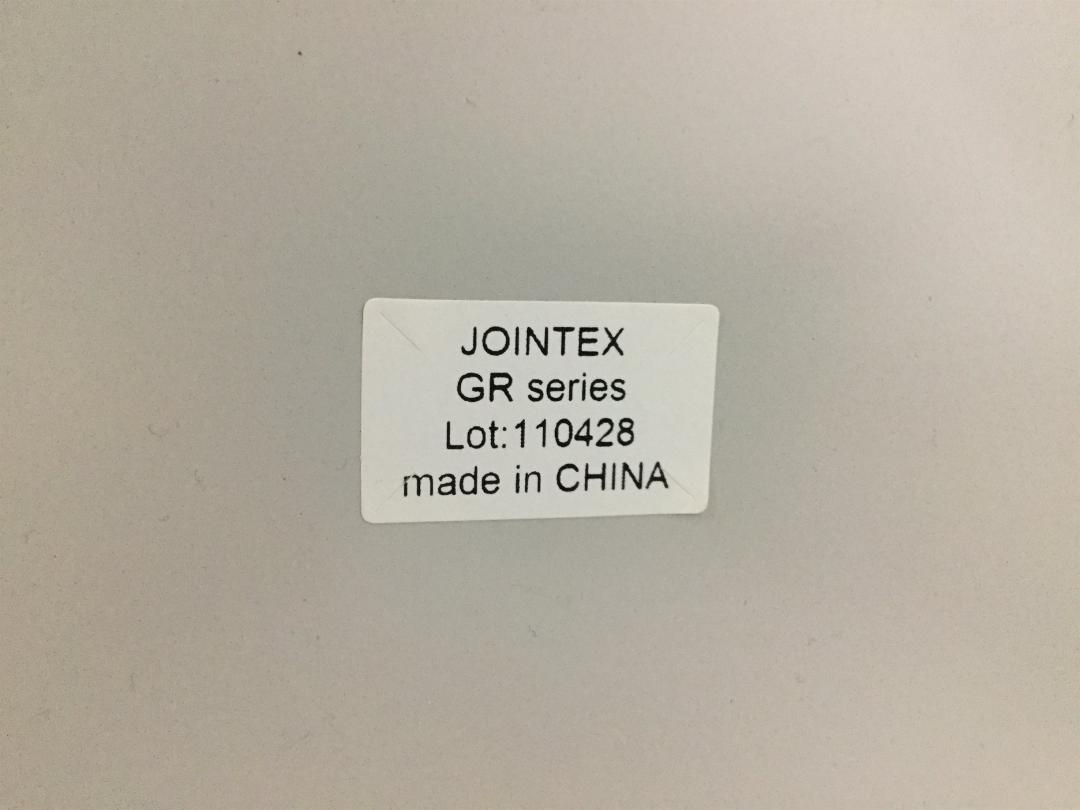 JOINTEX
GR series
Lot:110428
made in CHINA